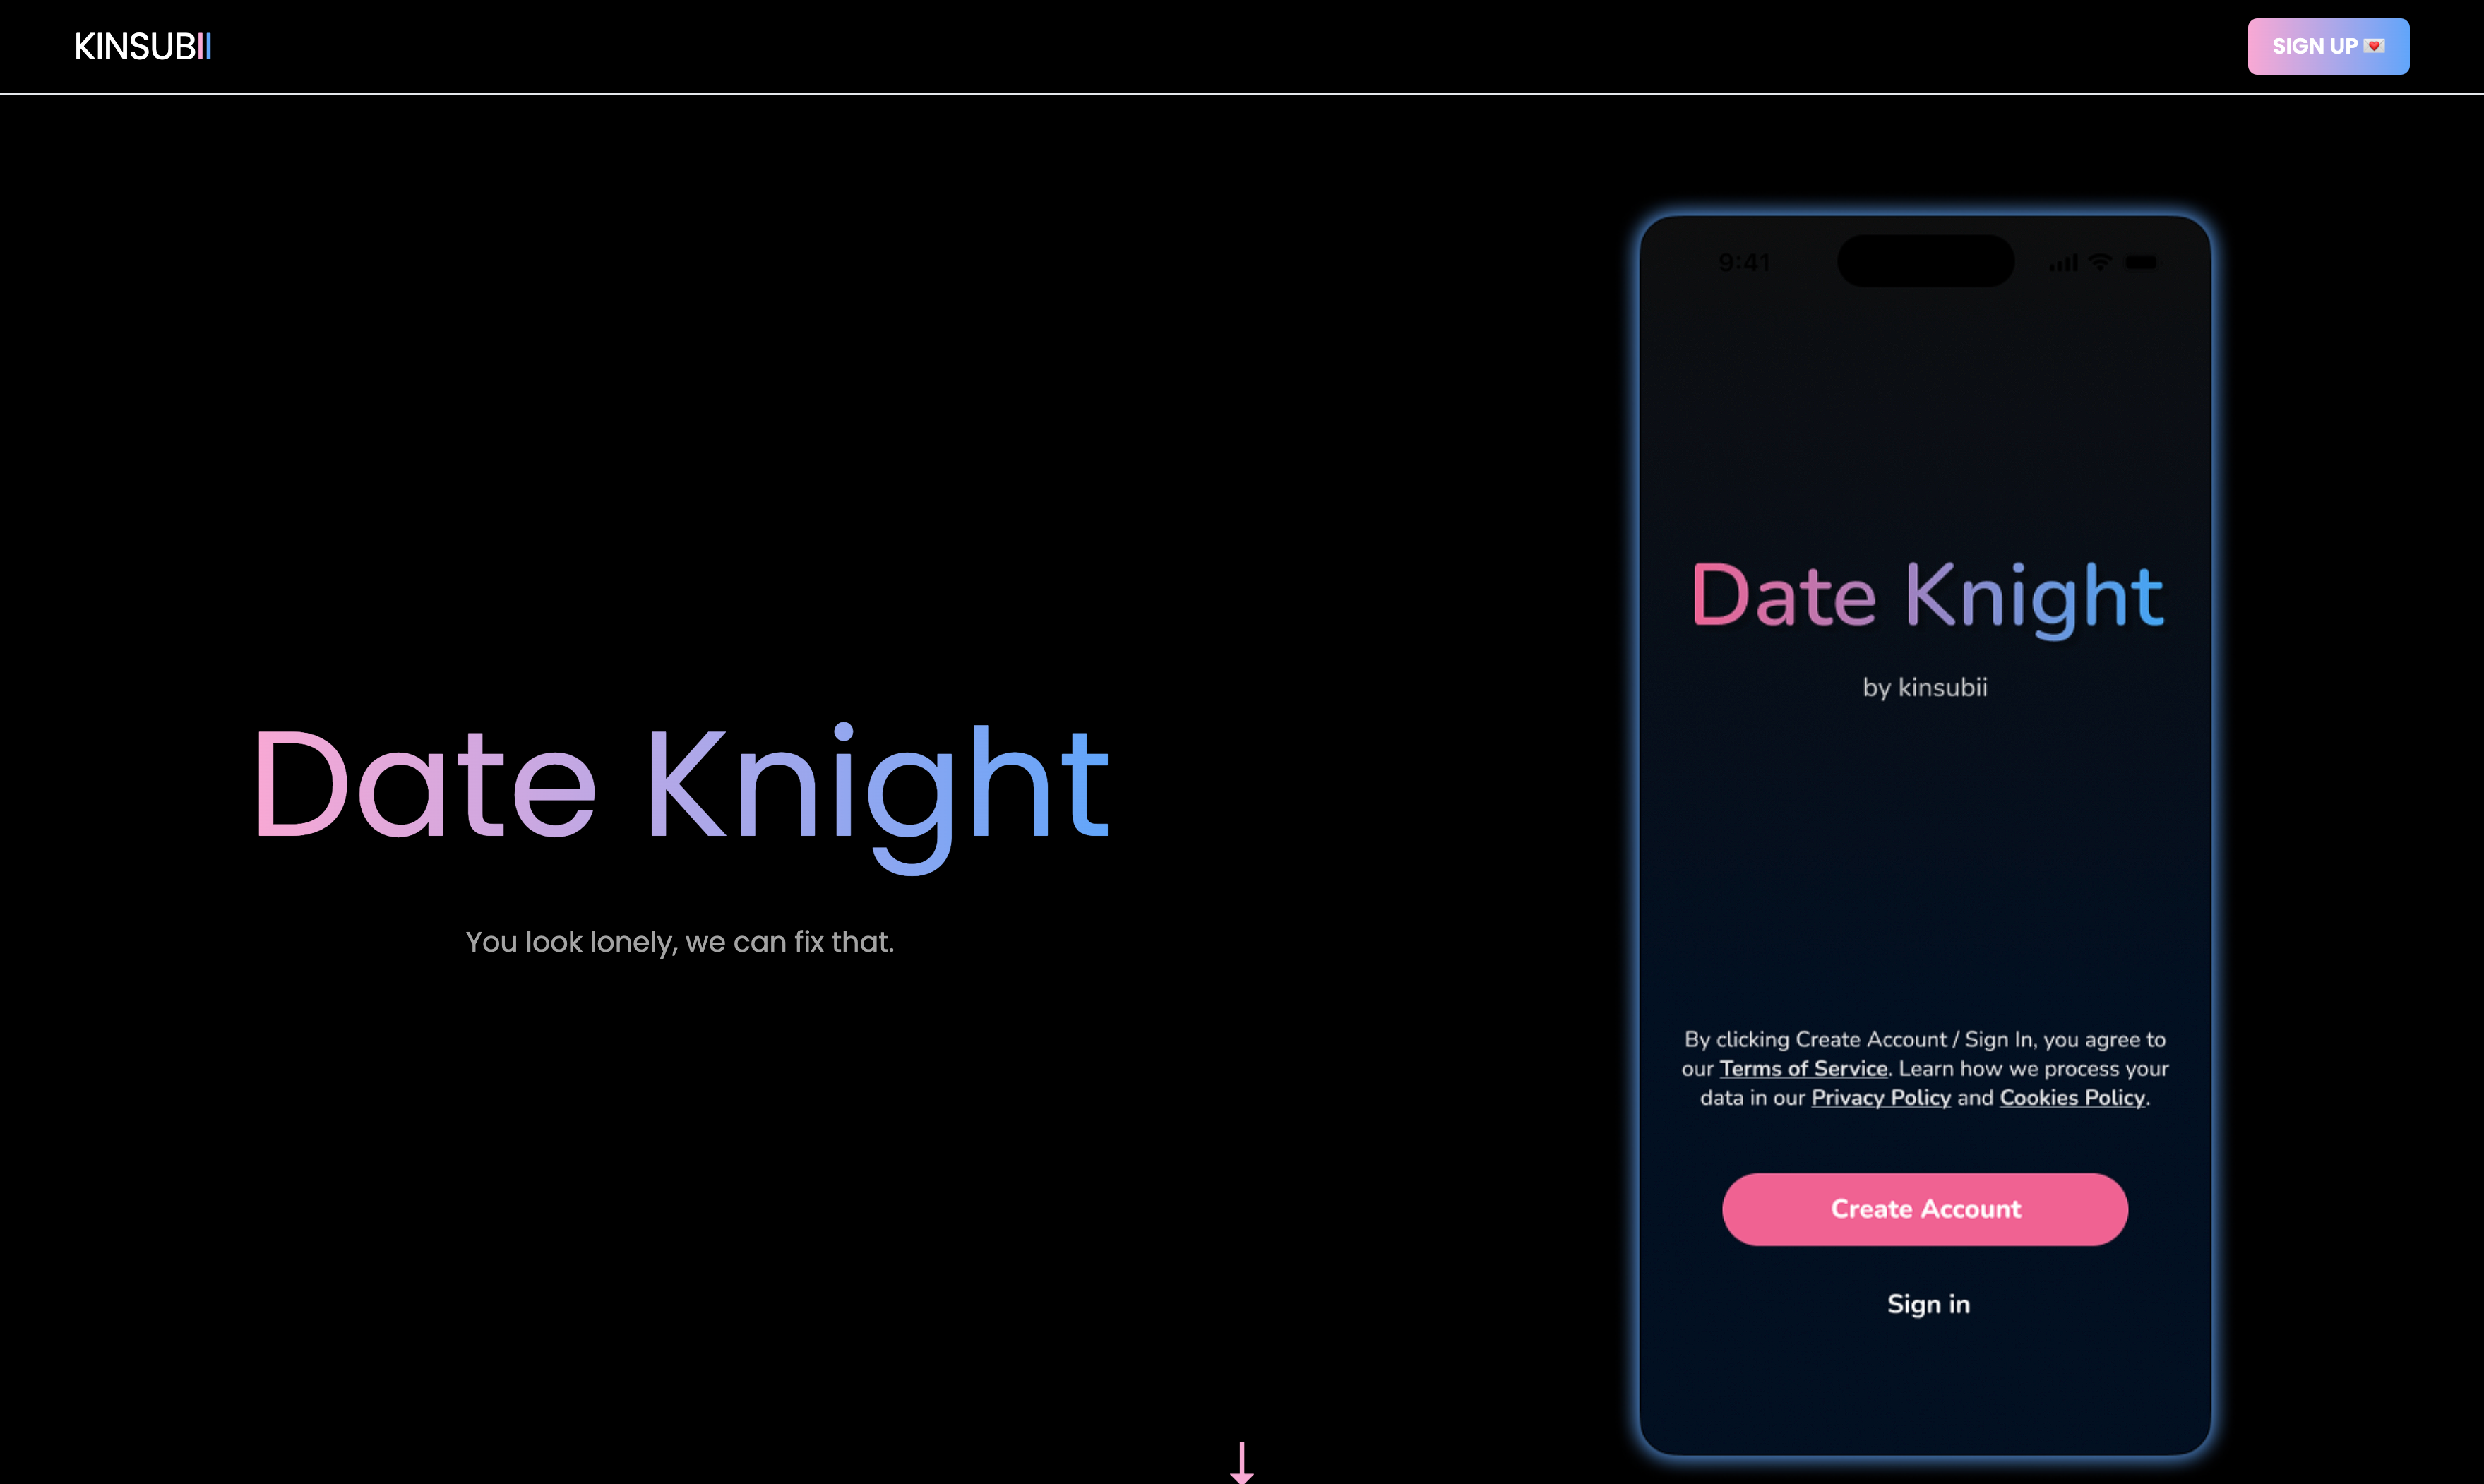 KINSUBII
SIGN UP 💌
Date Knight
You look lonely, we can fix that.
9:41
Date Knight
by kinsubii
By clicking Create Account / Sign In, you agree to
our Terms of Service. Learn how we process your
data in our Privacy Policy and Cookies Policy.
Create Account
Sign in